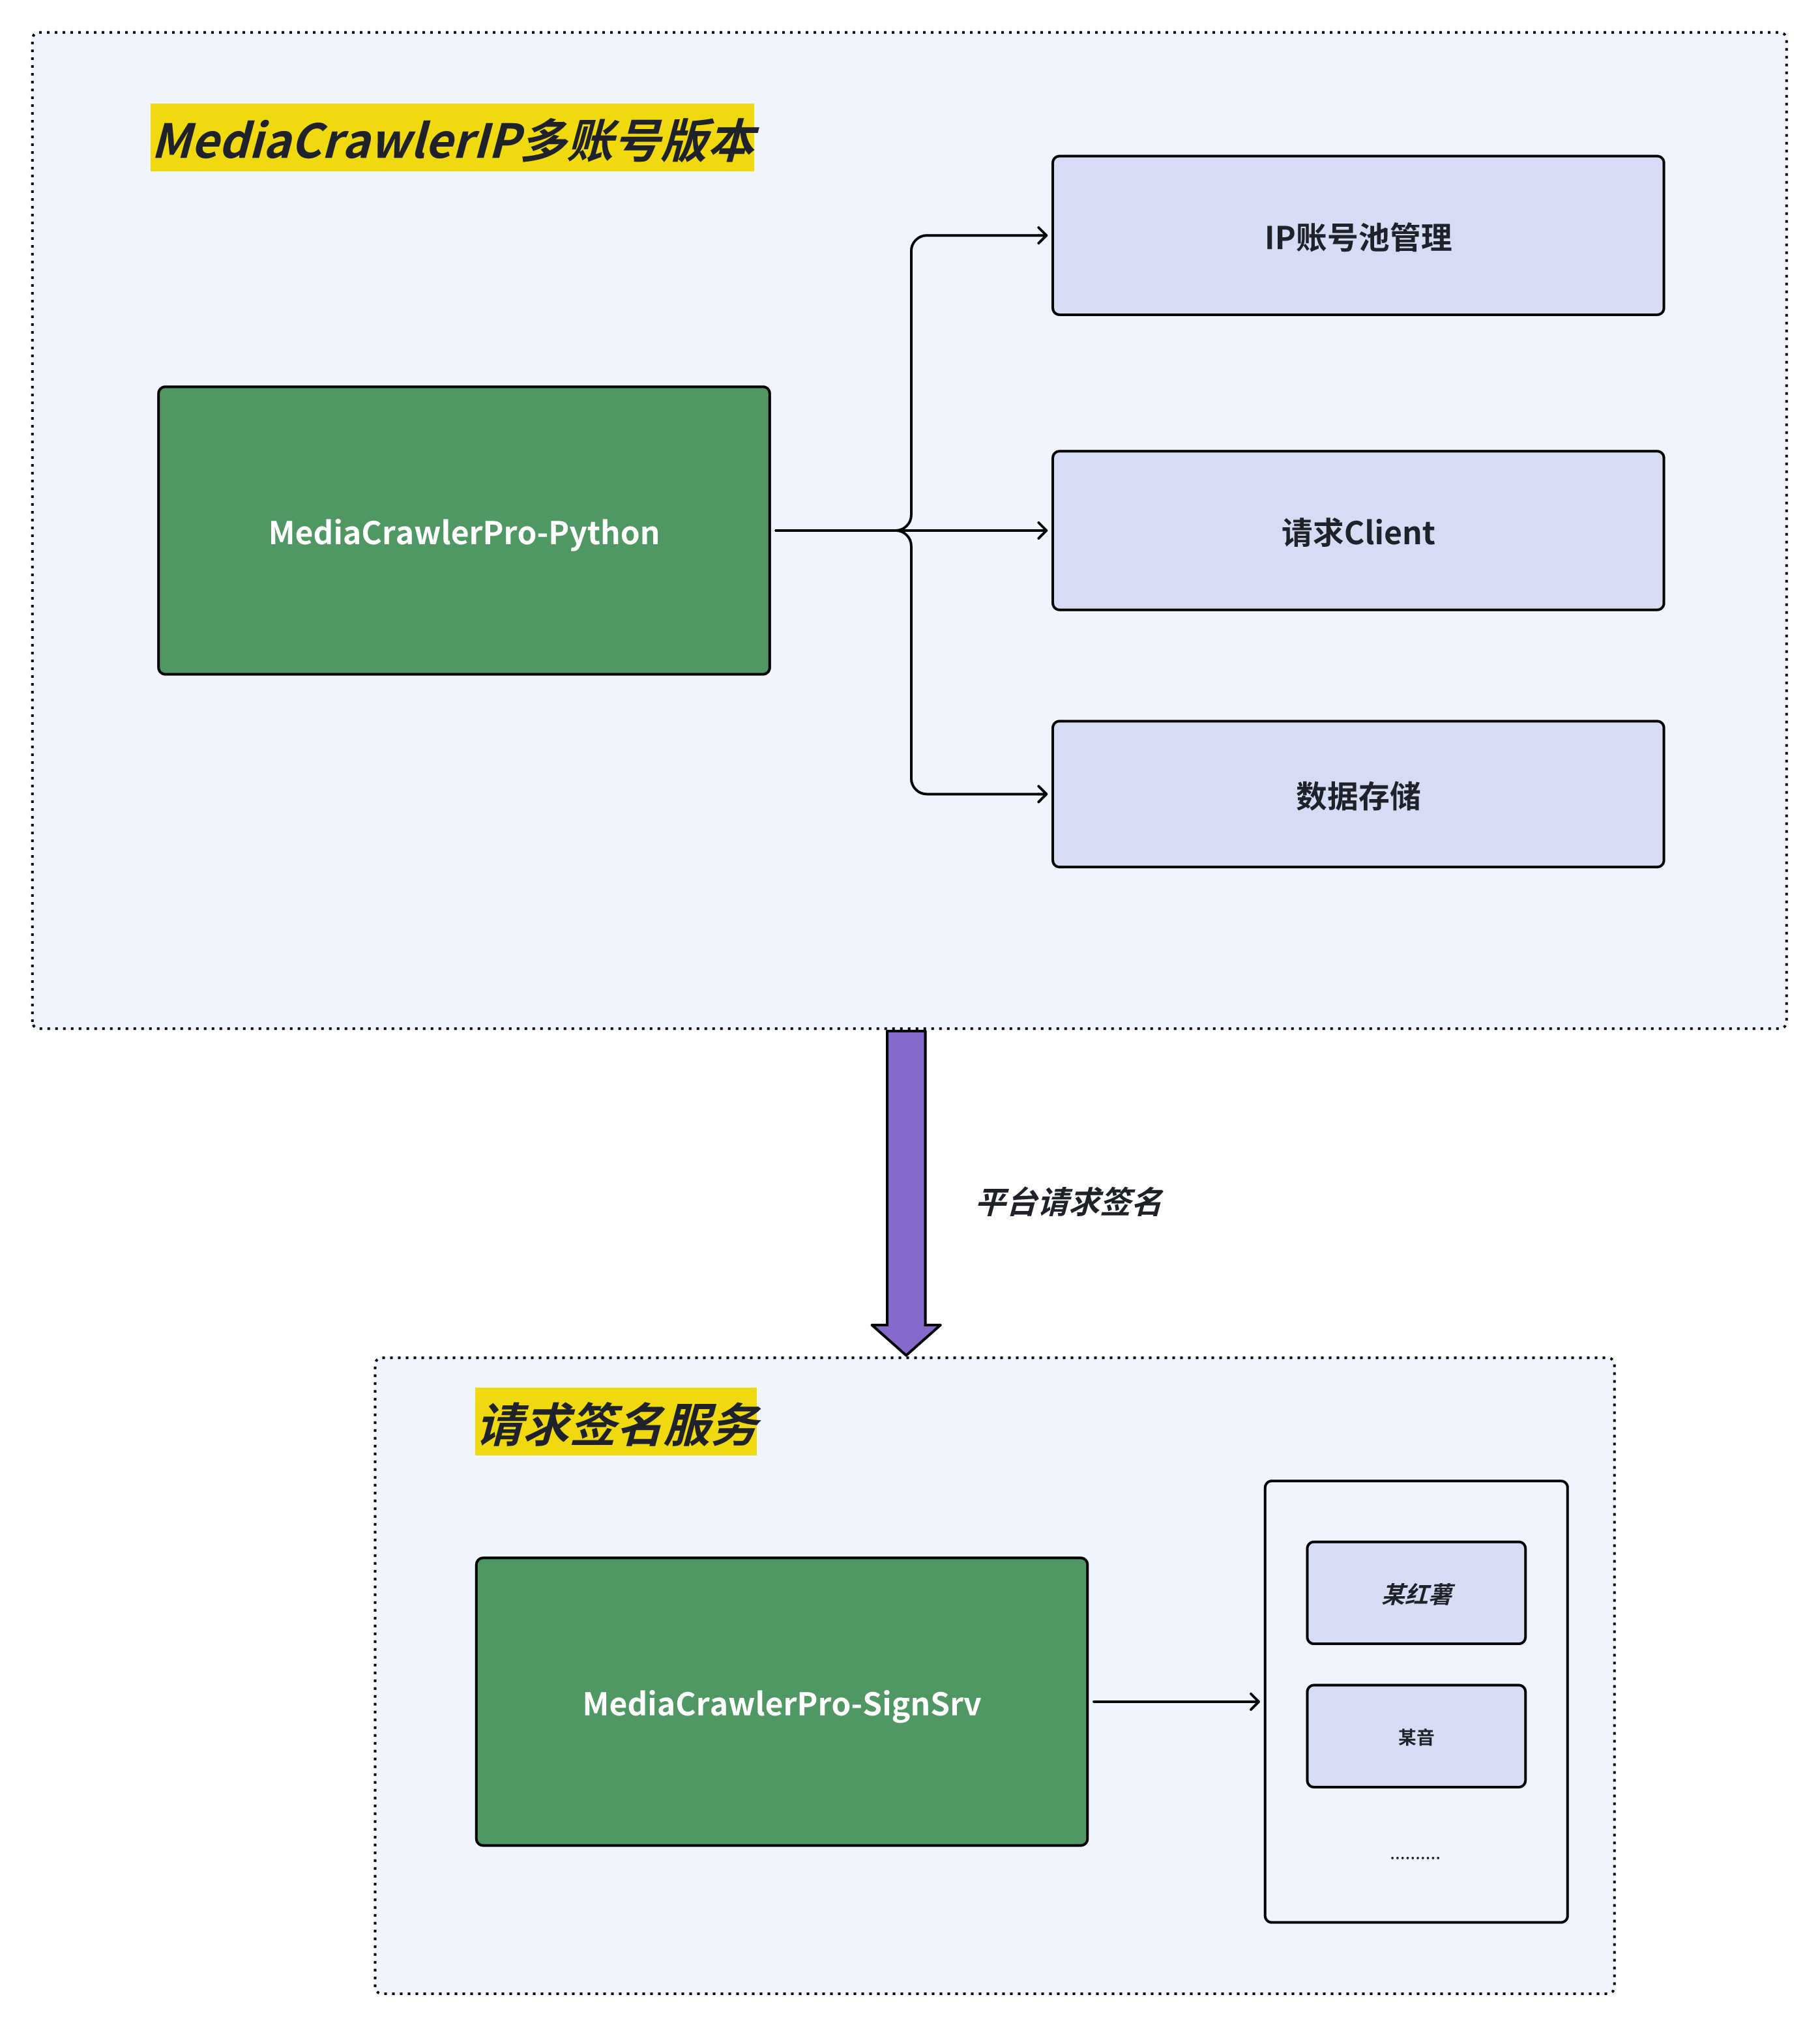 MediaCrawlerIP多账号版本
IP账号池管理
MediaCrawlerPro-Python
请求Client
数据存储
平台请求签名
请求签名服务
某红薯
MediaCrawlerPro-SignSrv
某音
..........